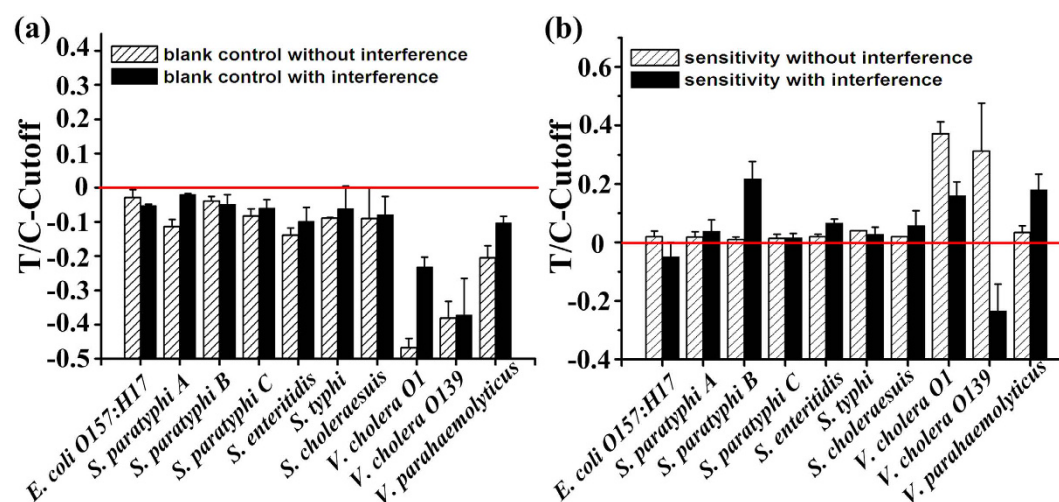 (a)
blank control without interference
blank control with interference
T/C-Cutoff
0.4
0.3
0.2
0.1
0
-0.1
-0.2
-0.3
-0.4
-0.5
E. coli O157:H17
S. paratyphi A
S. paratyphi B
S. paratyphi C
S. enteritidis
S. typhi
S. choleraesuis
V. cholera O1
V. cholera O139
V. parahaemolyticus
(b)
sensitivity without interference
sensitivity with interference
T/C-Cutoff
0.6
0.4
0.2
0
-0.2
-0.4
E. coli O157:H17
S. paratyphi A
S. paratyphi B
S. paratyphi C
S. enteritidis
S. typhi
S. choleraesuis
V. cholera O1
V. cholera O139
V. parahaemolyticus